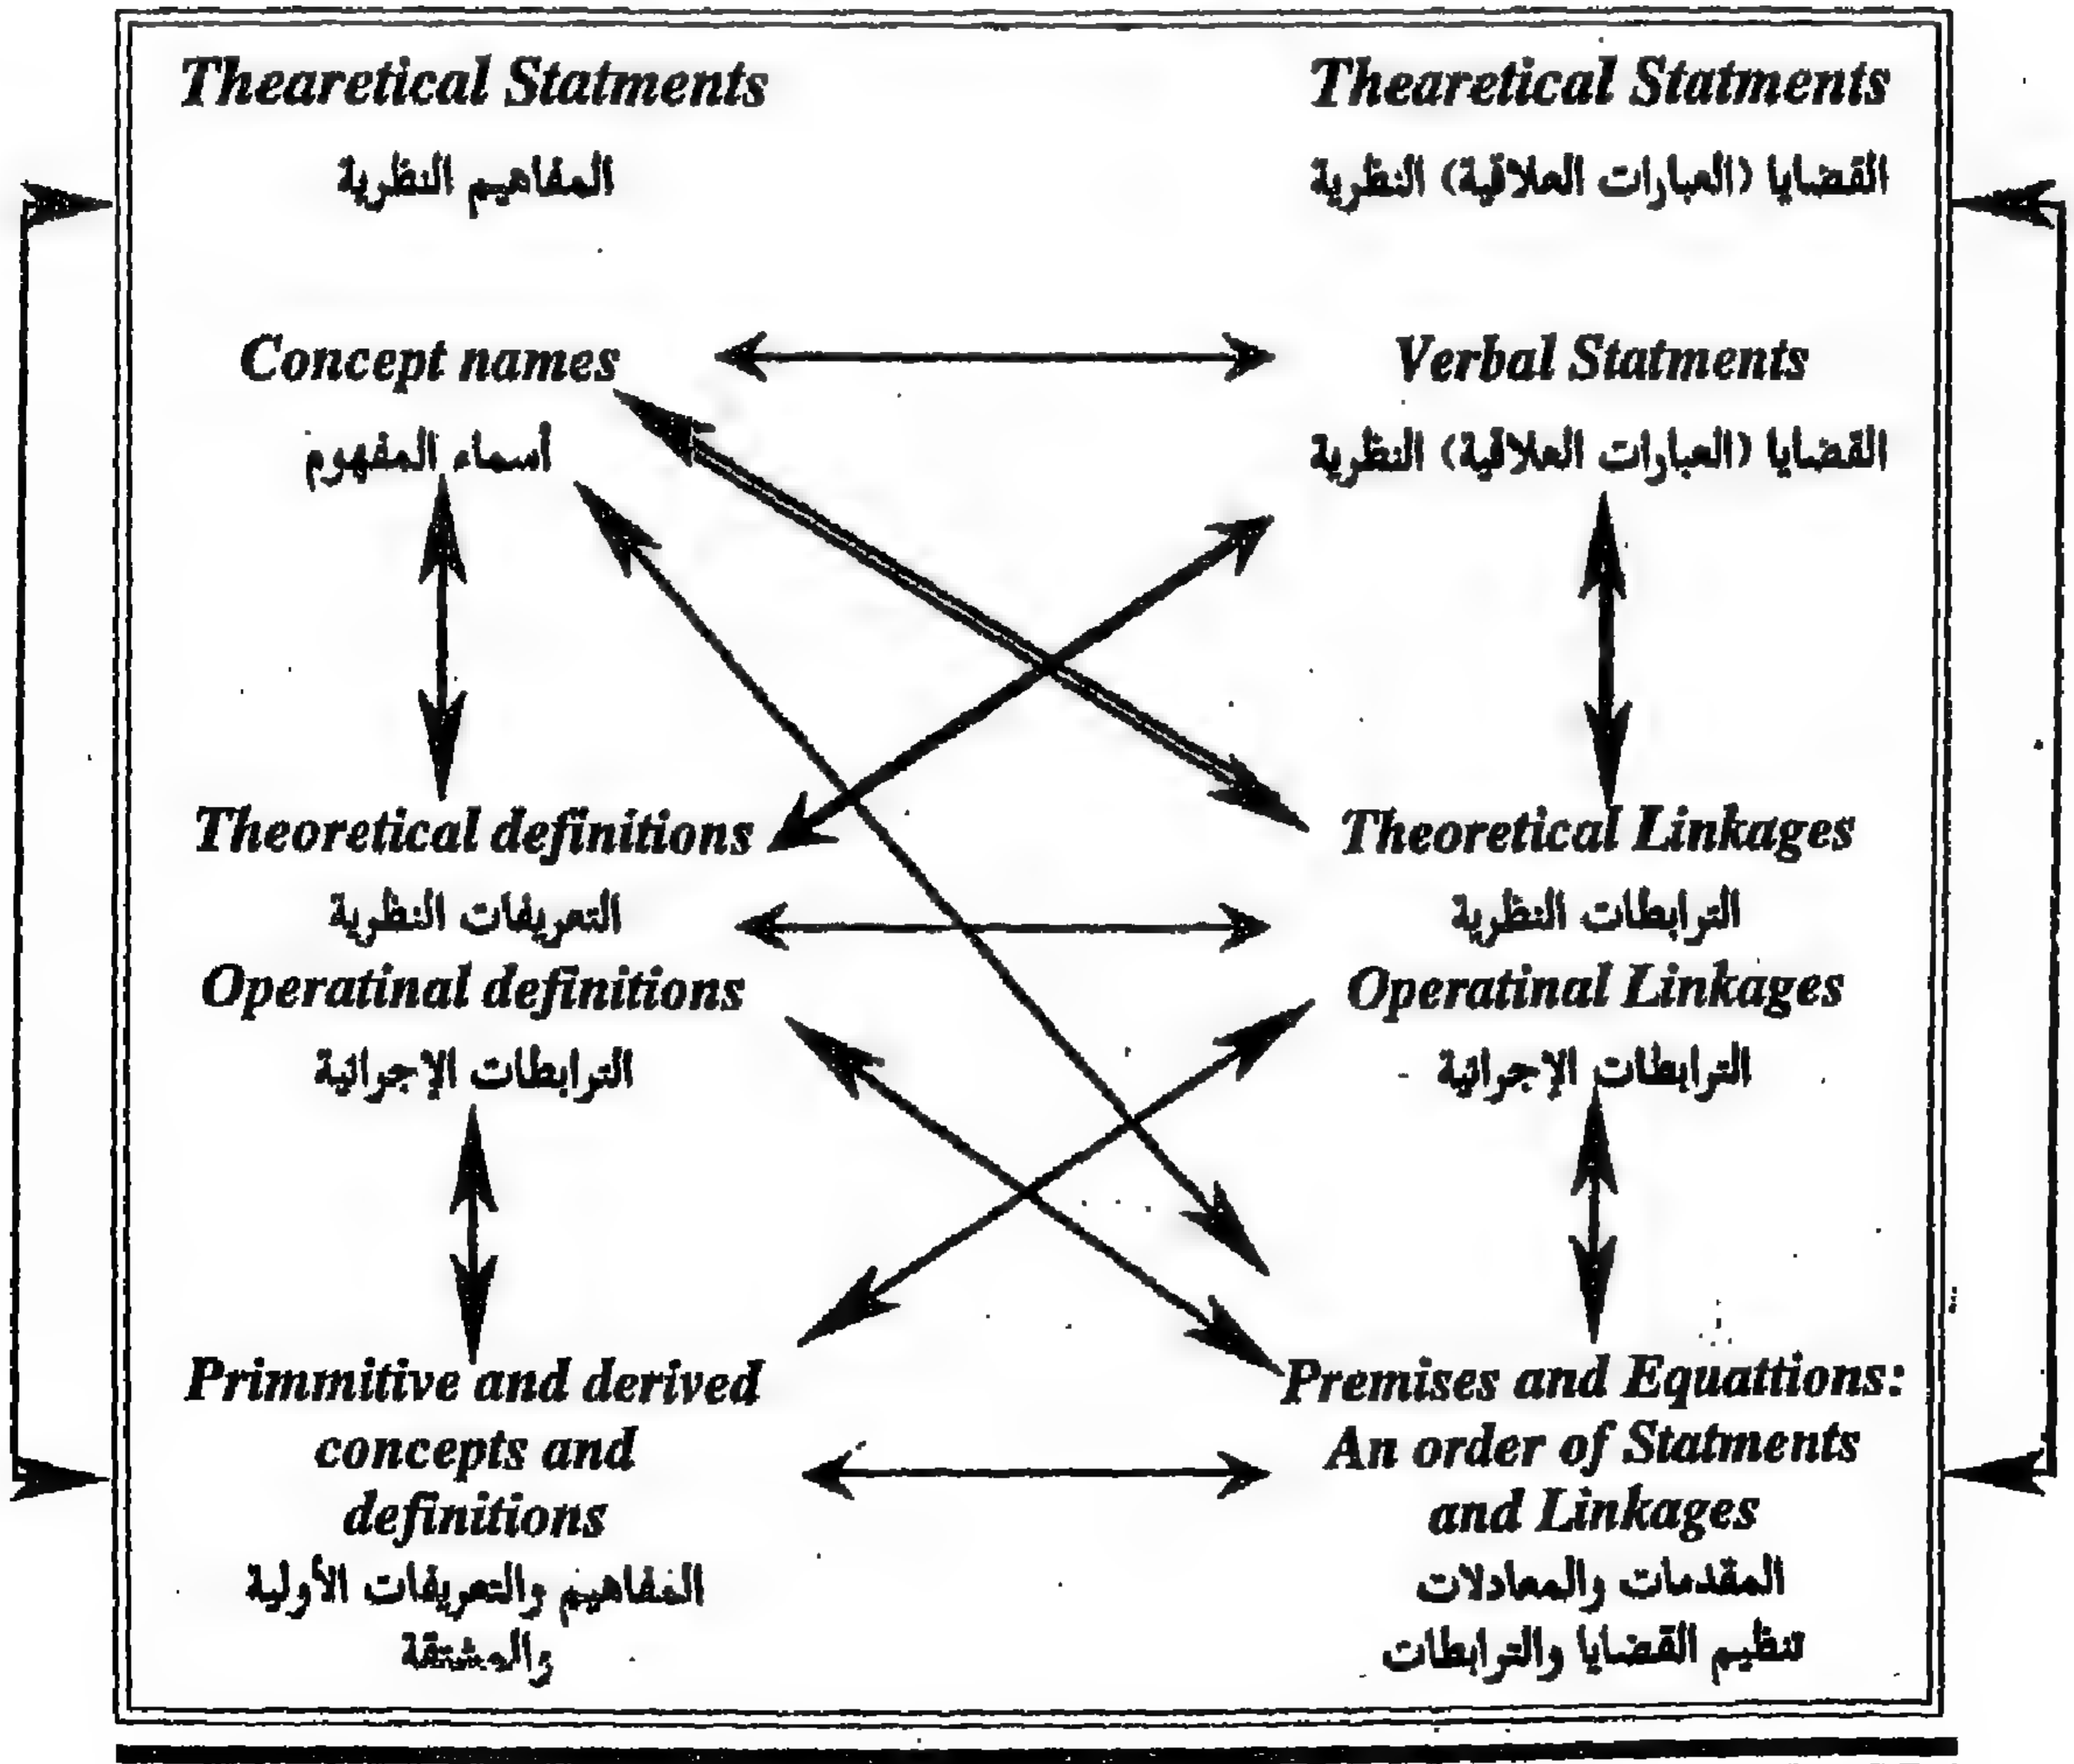 Thearetical Statments
المفاهيم النظرية
Thearetical Statments
القضايا (العبارات العلاقية) النظرية
Concept names
أسماء المفهوم
Verbal Statments
القضايا (العبارات العلاقية) النظرية
Theoretical definitions
التعريفات النظرية
Theoretical Linkages
الترابطات النظرية
Operatinal definitions
الترابطات الإجرائية
Operatinal Linkages
الترابطات الإجرائية
Primmitive and derived
concepts and
definitions
المفاهيم والتعريفات الأولية
والمشتقة
Premises and Equattions:
An order of Statments
and Linkages
المقدمات والمعادلات
تنظيم القضايا والترابطات